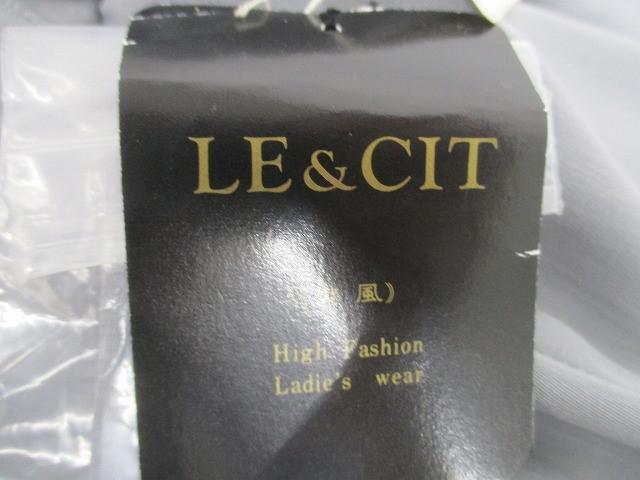 LE&CIT
風）
High Fashion
Ladie's wear